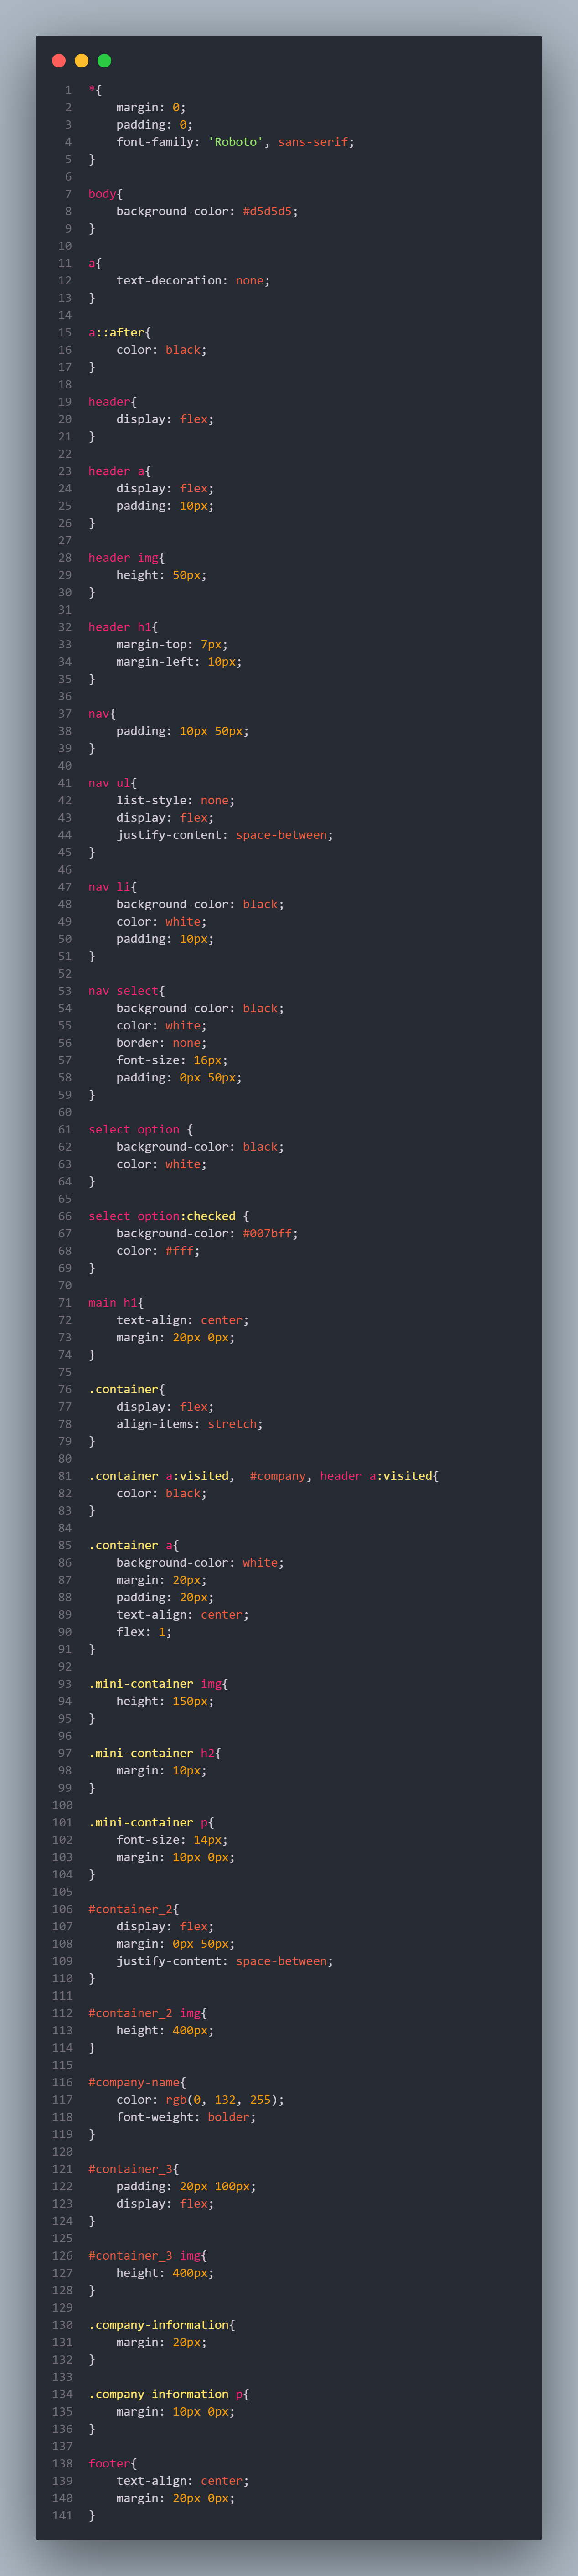 1 *{
2     margin: 0;
3     padding: 0;
4     font-family: 'Roboto', sans-serif;
5 }
6
7 body{
8     background-color: #d5d5d5;
9 }
10
11 a{
12     text-decoration: none;
13 }
14
15 a::after{
16     color: black;
17 }
18
19 header{
20     display: flex;
21 }
22
23 header a{
24     display: flex;
25     padding: 10px;
26 }
27
28 header img{
29     height: 50px;
30 }
31
32 header h1{
33     margin-top: 7px;
34     margin-left: 10px;
35 }
36
37 nav{
38     padding: 10px 50px;
39 }
40
41 nav ul{
42     list-style: none;
43     display: flex;
44     justify-content: space-between;
45 }
46
47 nav li{
48     background-color: black;
49     color: white;
50     padding: 10px;
51 }
52
53 nav select{
54     background-color: black;
55     color: white;
56     border: none;
57     font-size: 16px;
58     padding: 0px 50px;
59 }
60
61 select option {
62     background-color: black;
63     color: white;
64 }
65
66 select option:checked {
67     background-color: #007bff;
68     color: #fff;
69 }
70
71 main h1{
72     text-align: center;
73     margin: 20px 0px;
74 }
75
76 .container{
77     display: flex;
78     align-items: stretch;
79 }
80
81 .container a:visited,  #company, header a:visited{
82     color: black;
83 }
84
85 .container a{
86     background-color: white;
87     margin: 20px;
88     padding: 20px;
89     text-align: center;
90     flex: 1;
91 }
92
93 .mini-container img{
94     height: 150px;
95 }
96
97 .mini-container h2{
98     margin: 10px;
99 }
100
101 .mini-container p{
102     font-size: 14px;
103     margin: 10px 0px;
104 }
105
106 #container_2{
107     display: flex;
108     margin: 0px 50px;
109     justify-content: space-between;
110 }
111
112 #container_2 img{
113     height: 400px;
114 }
115
116 #company-name{
117     color: rgb(0, 132, 255);
118     font-weight: bolder;
119 }
120
121 #container_3{
122     padding: 20px 100px;
123     display: flex;
124 }
125
126 #container_3 img{
127     height: 400px;
128 }
129
130 .company-information{
131     margin: 20px;
132 }
133
134 .company-information p{
135     margin: 10px 0px;
136 }
137
138 footer{
139     text-align: center;
140     margin: 20px 0px;
141 }